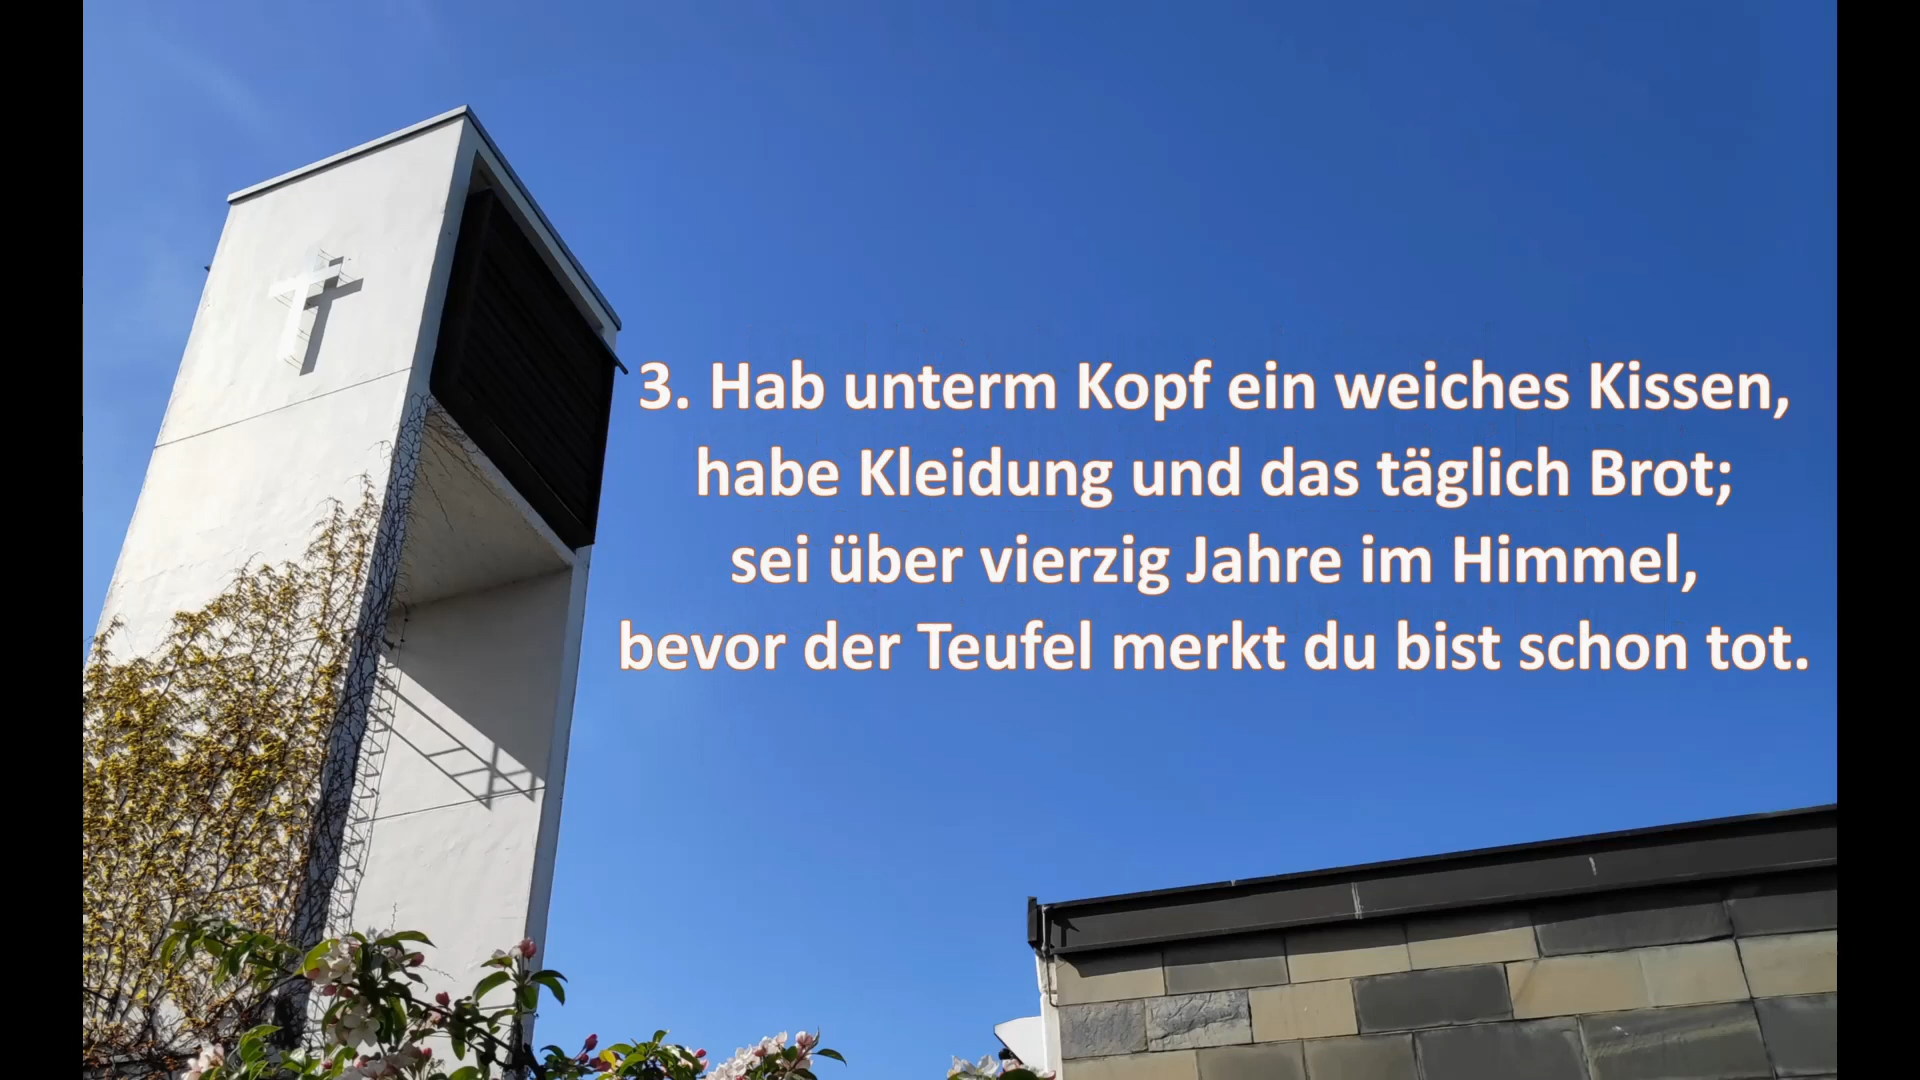 3. Hab unterm Kopf ein weiches Kissen,
habe Kleidung und das täglich Brot;
sei über vierzig Jahre im Himmel,
bevor der Teufel merkt du bist schon tot.